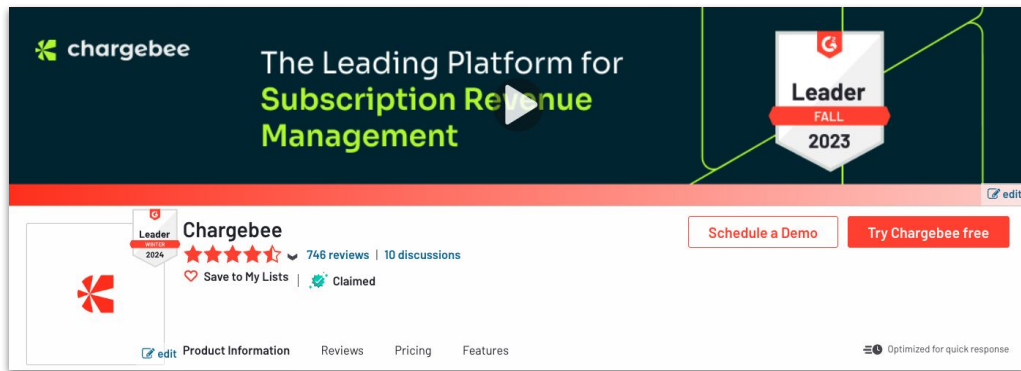 chargebee
The Leading Platform for
Subscription Revenue
Management
Leader
FALL
2023
edit
Leader
WINTER
2024
Chargebee
746 reviews | 10 discussions
Save to My Lists | Claimed
Schedule a Demo
Try Chargebee free
edit
Product Information
Reviews
Pricing
Features
Optimized for quick response